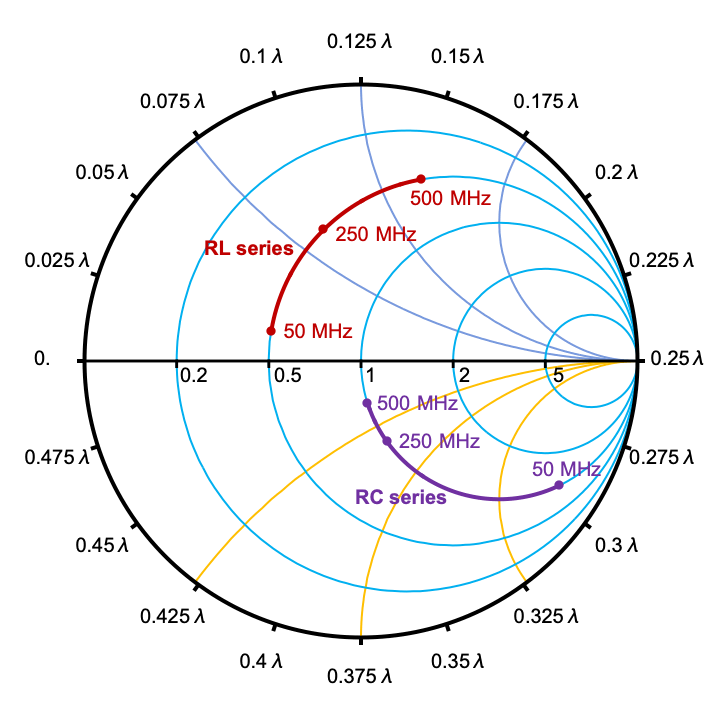 0.125 λ
0.1 λ
0.15 λ
0.075 λ
0.175 λ
0.05 λ
0.2 λ
500 MHz
250 MHz
RL series
0.025 λ
0.225 λ
50 MHz
0.
0.25 λ
0.2
0.5
1
2
5
500 MHz
250 MHz
0.475 λ
0.275 λ
50 MHz
RC series
0.45 λ
0.3 λ
0.425 λ
0.325 λ
0.4 λ
0.35 λ
0.375 λ